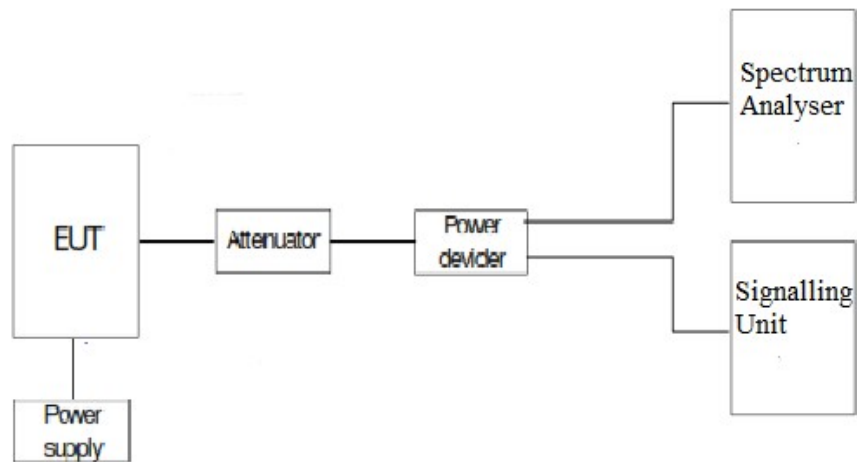 Spectrum
Analyser
EUT
Attenuator
Power
devider
Signalling
Unit
Power
supply